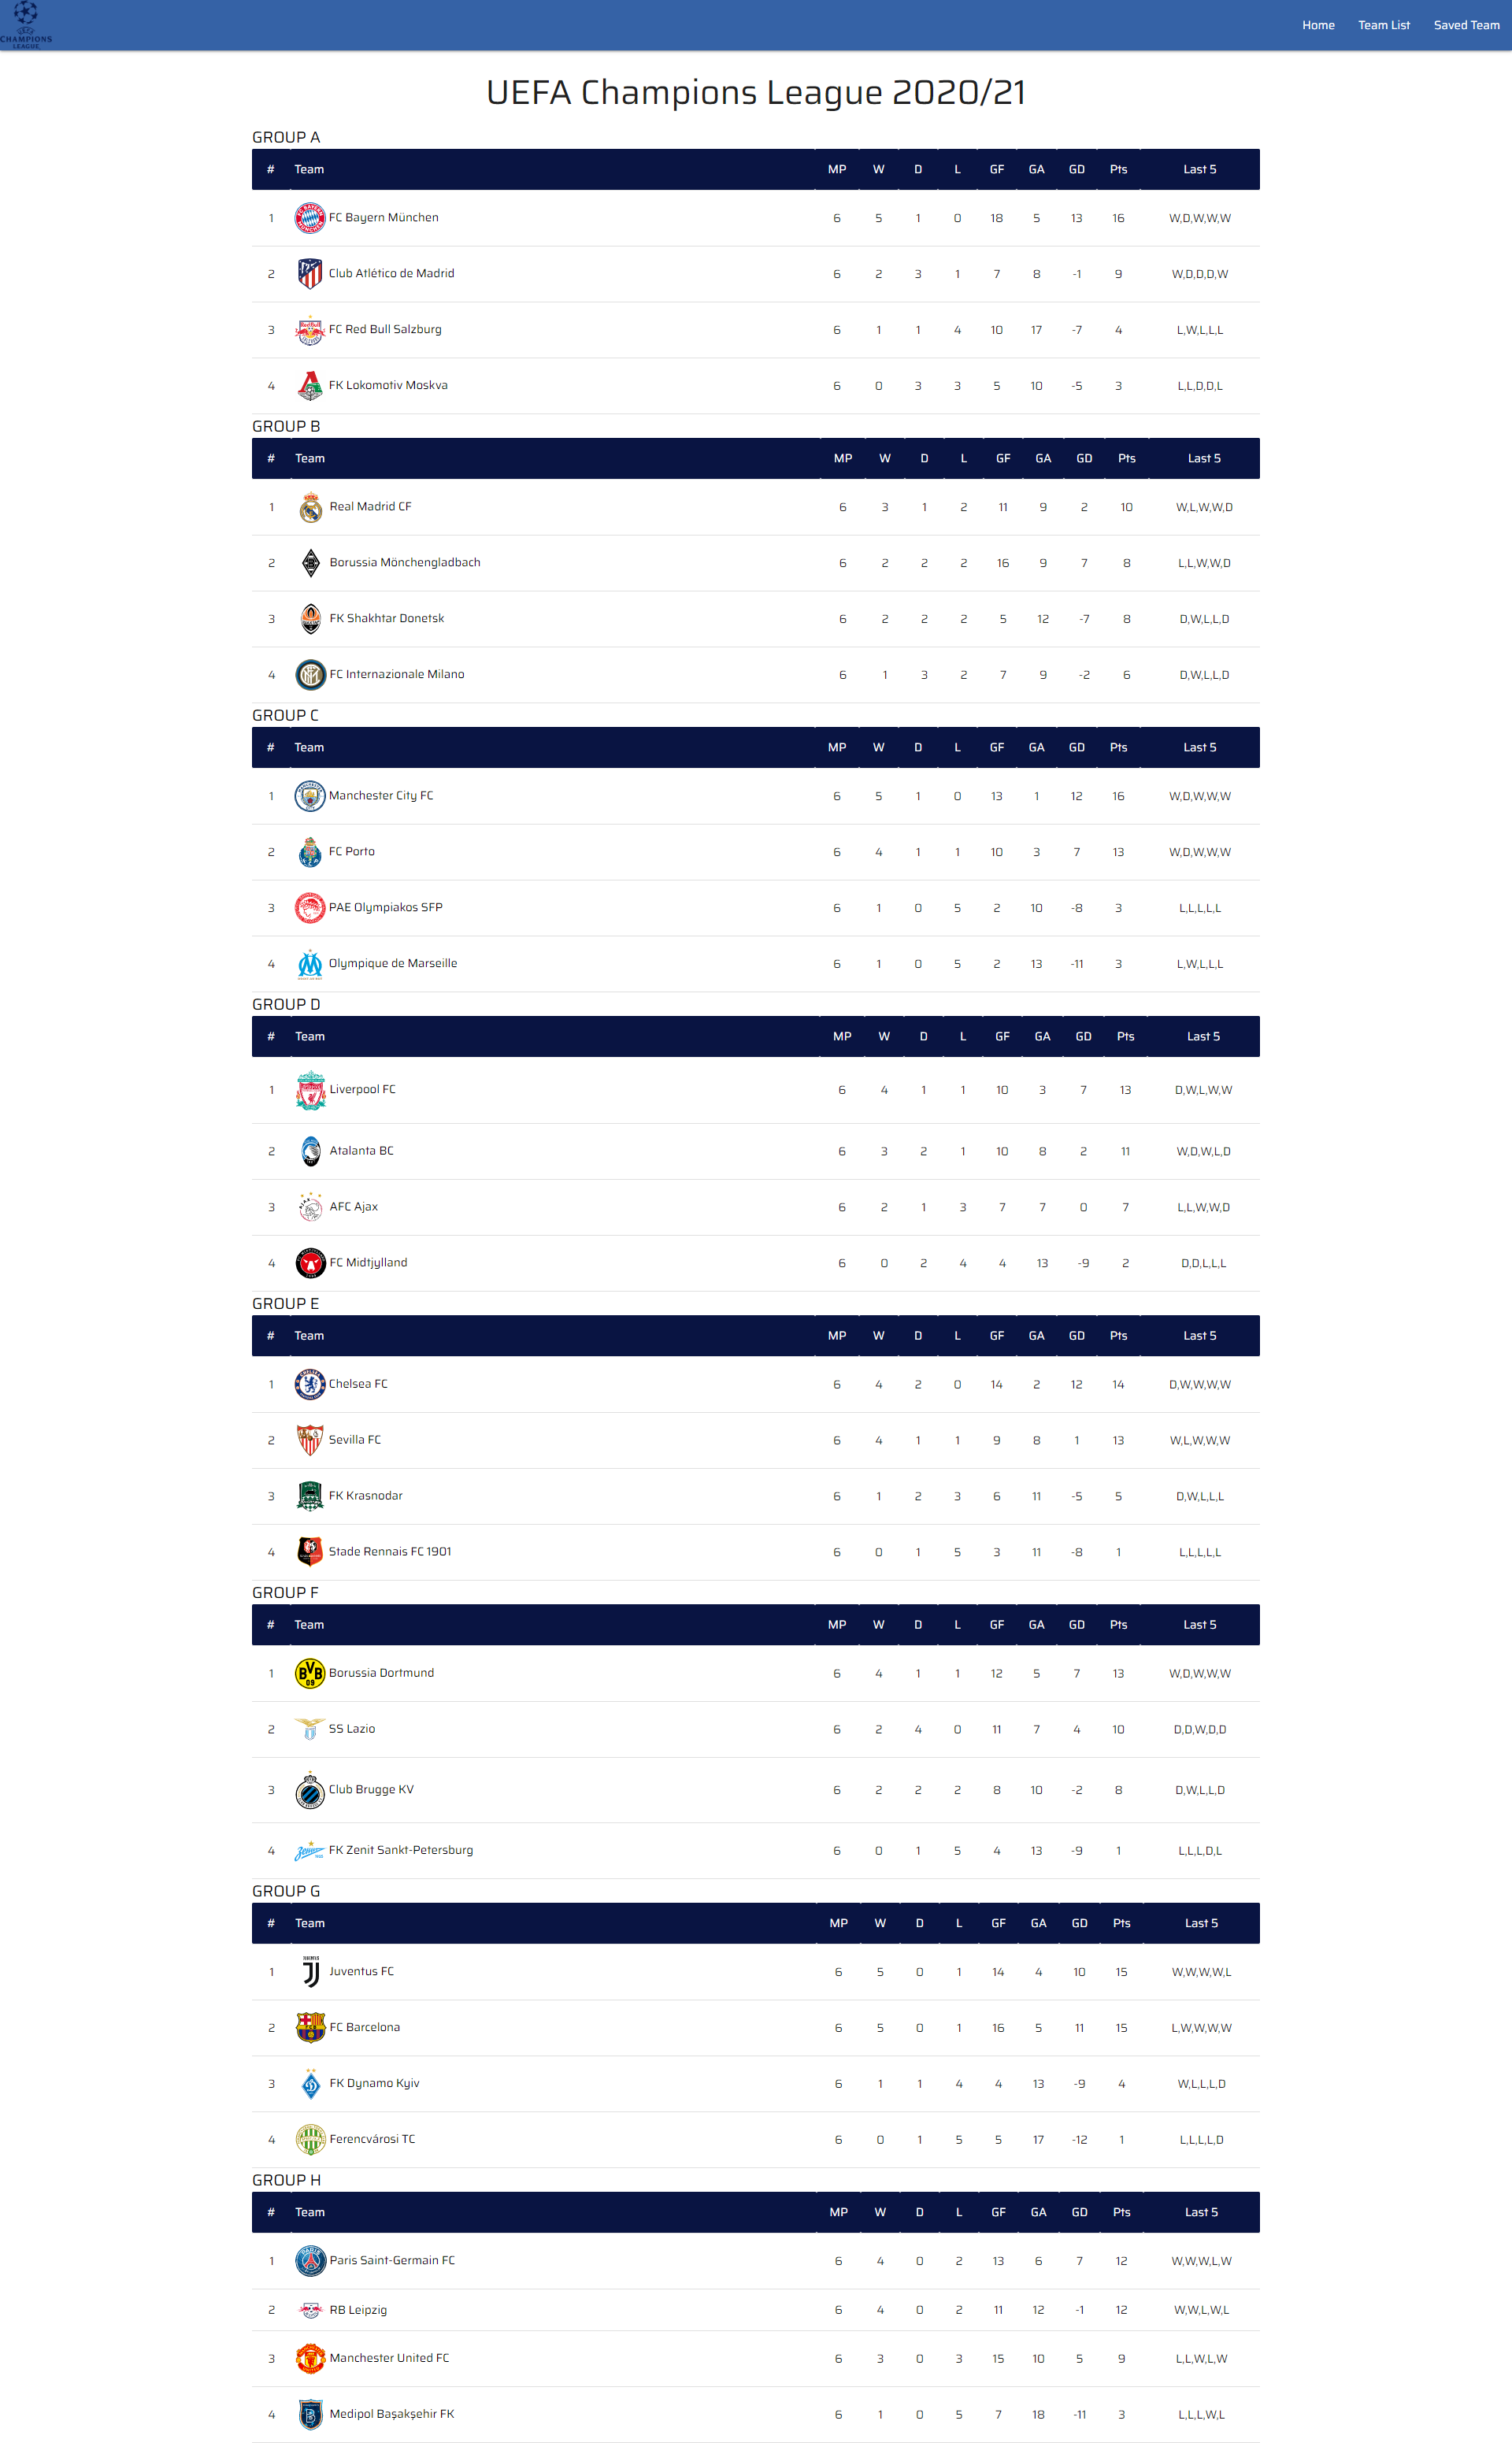 CHAMPIONS
LEAGUE
Home Team List Saved Team
UEFA Champions League 2020/21
GROUP A
# Team MP W D L GF GA GD Pts Last 5
1 FC Bayern München 6 5 1 0 18 5 13 16 W,D,W,W,W
2 Club Atlético de Madrid 6 2 3 1 7 8 -1 9 W,D,D,D,W
3 FC Red Bull Salzburg 6 1 1 4 10 17 -7 4 L,W,L,L,L
4 FK Lokomotiv Moskva 6 0 3 3 5 10 -5 3 L,L,D,D,L
GROUP B
# Team MP W D L GF GA GD Pts Last 5
1 Real Madrid CF 6 3 1 2 11 9 2 10 W,L,W,W,D
2 Borussia Mönchengladbach 6 2 2 2 16 9 7 8 L,L,W,W,D
3 FK Shakhtar Donetsk 6 2 2 2 5 12 -7 8 D,W,L,L,D
4 FC Internazionale Milano 6 1 3 2 7 9 -2 6 D,W,L,L,D
GROUP C
# Team MP W D L GF GA GD Pts Last 5
1 Manchester City FC 6 5 1 0 13 1 12 16 W,D,W,W,W
2 FC Porto 6 4 1 1 10 3 7 13 W,D,W,W,W
3 PAE Olympiakos SFP 6 1 0 5 2 10 -8 3 L,L,L,L,L
4 Olympique de Marseille 6 1 0 5 2 13 -11 3 L,W,L,L,L
GROUP D
# Team MP W D L GF GA GD Pts Last 5
1 Liverpool FC 6 4 1 1 10 3 7 13 D,W,L,W,W
2 Atalanta BC 6 3 2 1 10 8 2 11 W,D,W,L,D
3 AFC Ajax 6 2 1 3 7 7 0 7 L,L,W,W,D
4 FC Midtjylland 6 0 2 4 4 13 -9 2 D,D,L,L,L
GROUP E
# Team MP W D L GF GA GD Pts Last 5
1 Chelsea FC 6 4 2 0 14 2 12 14 D,W,W,W,W
2 Sevilla FC 6 4 1 1 9 8 1 13 W,L,W,W,W
3 FK Krasnodar 6 1 2 3 6 11 -5 5 D,W,L,L,L
4 Stade Rennais FC 1901 6 0 1 5 3 11 -8 1 L,L,L,L,L
GROUP F
# Team MP W D L GF GA GD Pts Last 5
1 BVB 09 Borussia Dortmund 6 4 1 1 12 5 7 13 W,D,W,W,W
2 SS Lazio 6 2 4 0 11 7 4 10 D,D,W,D,D
3 Club Brugge KV 6 2 2 2 8 10 -2 8 D,W,L,L,D
4 FK Zenit Sankt-Petersburg 6 0 1 5 4 13 -9 1 L,L,L,D,L
GROUP G
# Team MP W D L GF GA GD Pts Last 5
1 Juventus FC 6 5 0 1 14 4 10 15 W,W,W,W,L
2 FC Barcelona 6 5 0 1 16 5 11 15 L,W,W,W,W
3 FK Dynamo Kyiv 6 1 1 4 4 13 -9 4 W,L,L,L,D
4 Ferencvárosi TC 6 0 1 5 5 17 -12 1 L,L,L,L,D
GROUP H
# Team MP W D L GF GA GD Pts Last 5
1 Paris Saint-Germain FC 6 4 0 2 13 6 7 12 W,W,W,L,W
2 RB Leipzig 6 4 0 2 11 12 -1 12 W,W,L,W,L
3 Manchester United FC 6 3 0 3 15 10 5 9 L,L,W,L,W
4 Medipol Başakşehir FK 6 1 0 5 7 18 -11 3 L,L,L,W,L